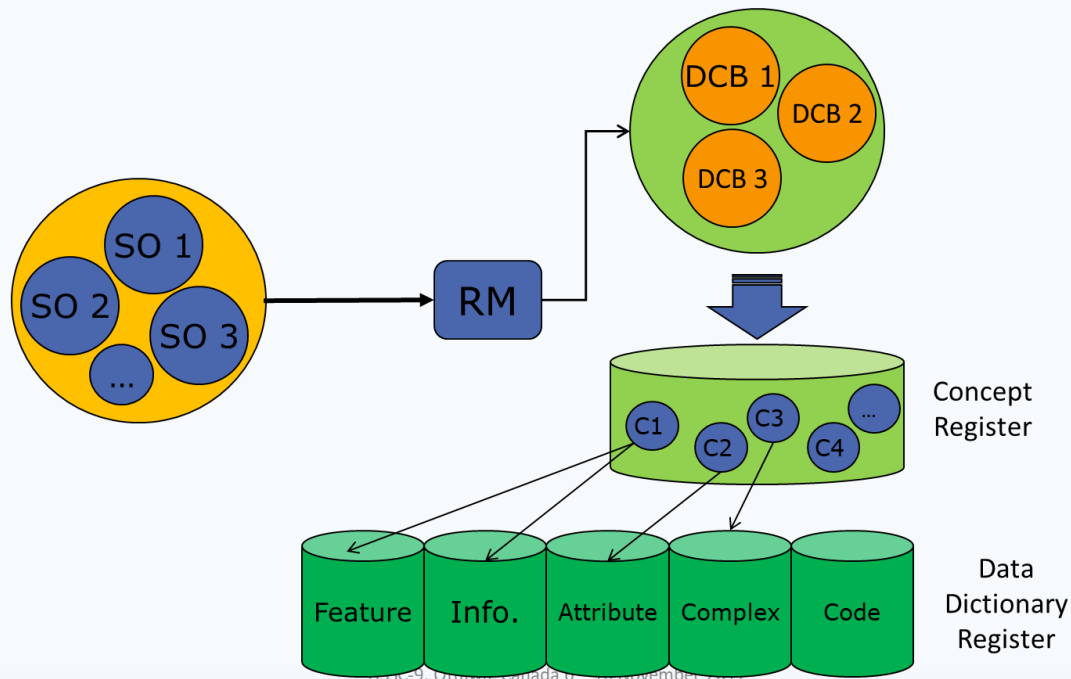 DCB 1
DCB 2
DCB 3
SO 1
SO 2
SO 3
...
RM
Concept
Register
C1
C2
C3
C4
...
Feature
Info.
Attribute
Complex
Code
Data
Dictionary
Register